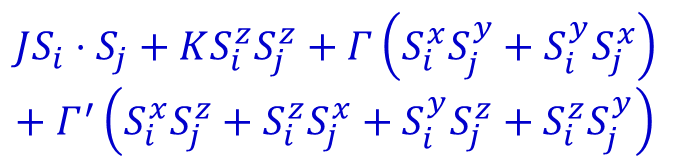 JS_i · S_j + KS_i^z S_j^z + Γ(S_i^x S_j^y + S_i^y S_j^x)
+ Γ′(S_i^x S_j^z + S_i^z S_j^x + S_i^y S_j^z + S_i^z S_j^y)